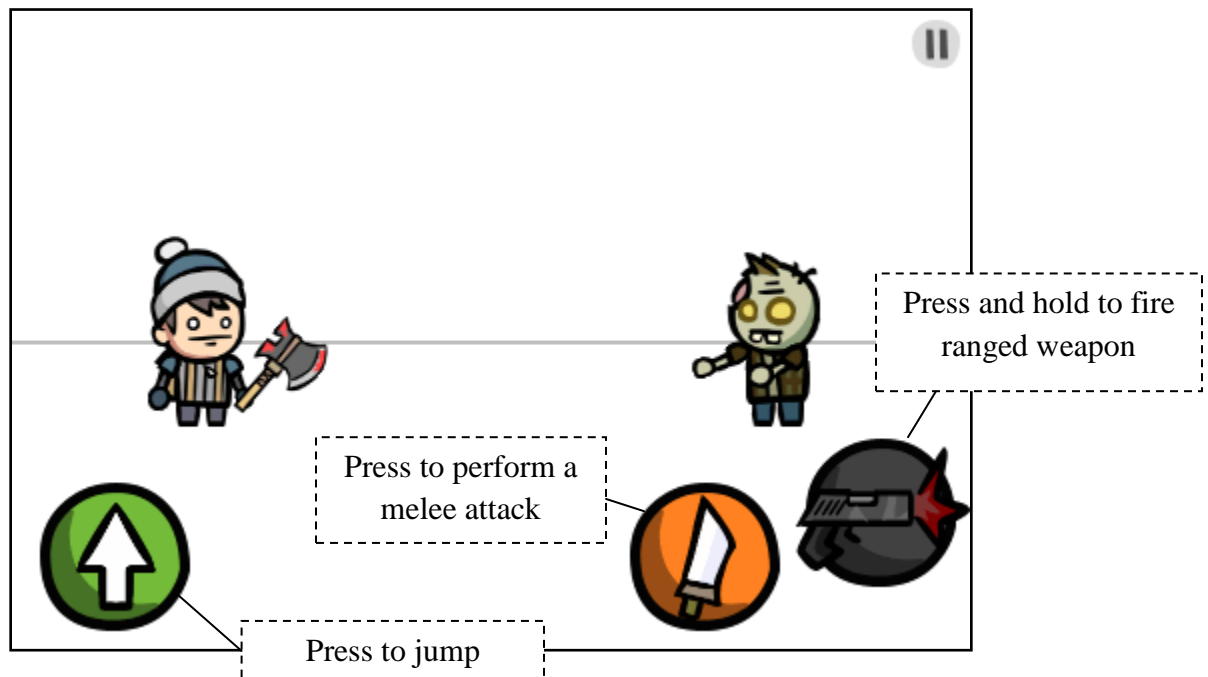 Press and hold to fire
ranged weapon
Press to perform a
melee attack
Press to jump